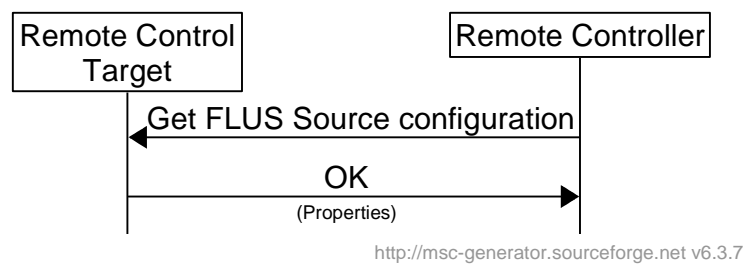 Remote Control
Target
Remote Controller
Get FLUS Source configuration
OK
(Properties)
http://msc-generator.sourceforge.net v6.3.7